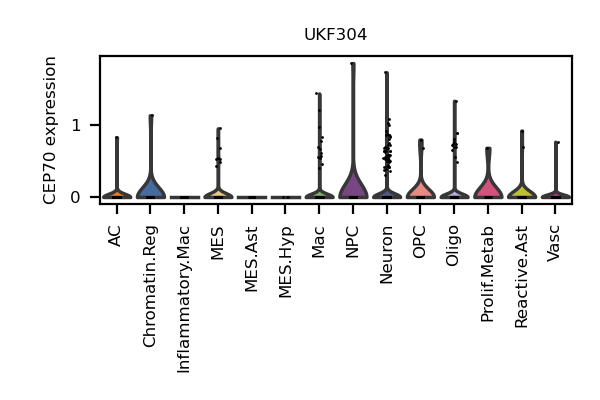 UKF304
CEP70 expression
1
0
AC
Chromatin.Reg
Inflammatory.Mac
MES
MES.Ast
MES.Hyp
Mac
NPC
Neuron
OPC
Oligo
Prolif.Metab
Reactive.Ast
Vasc